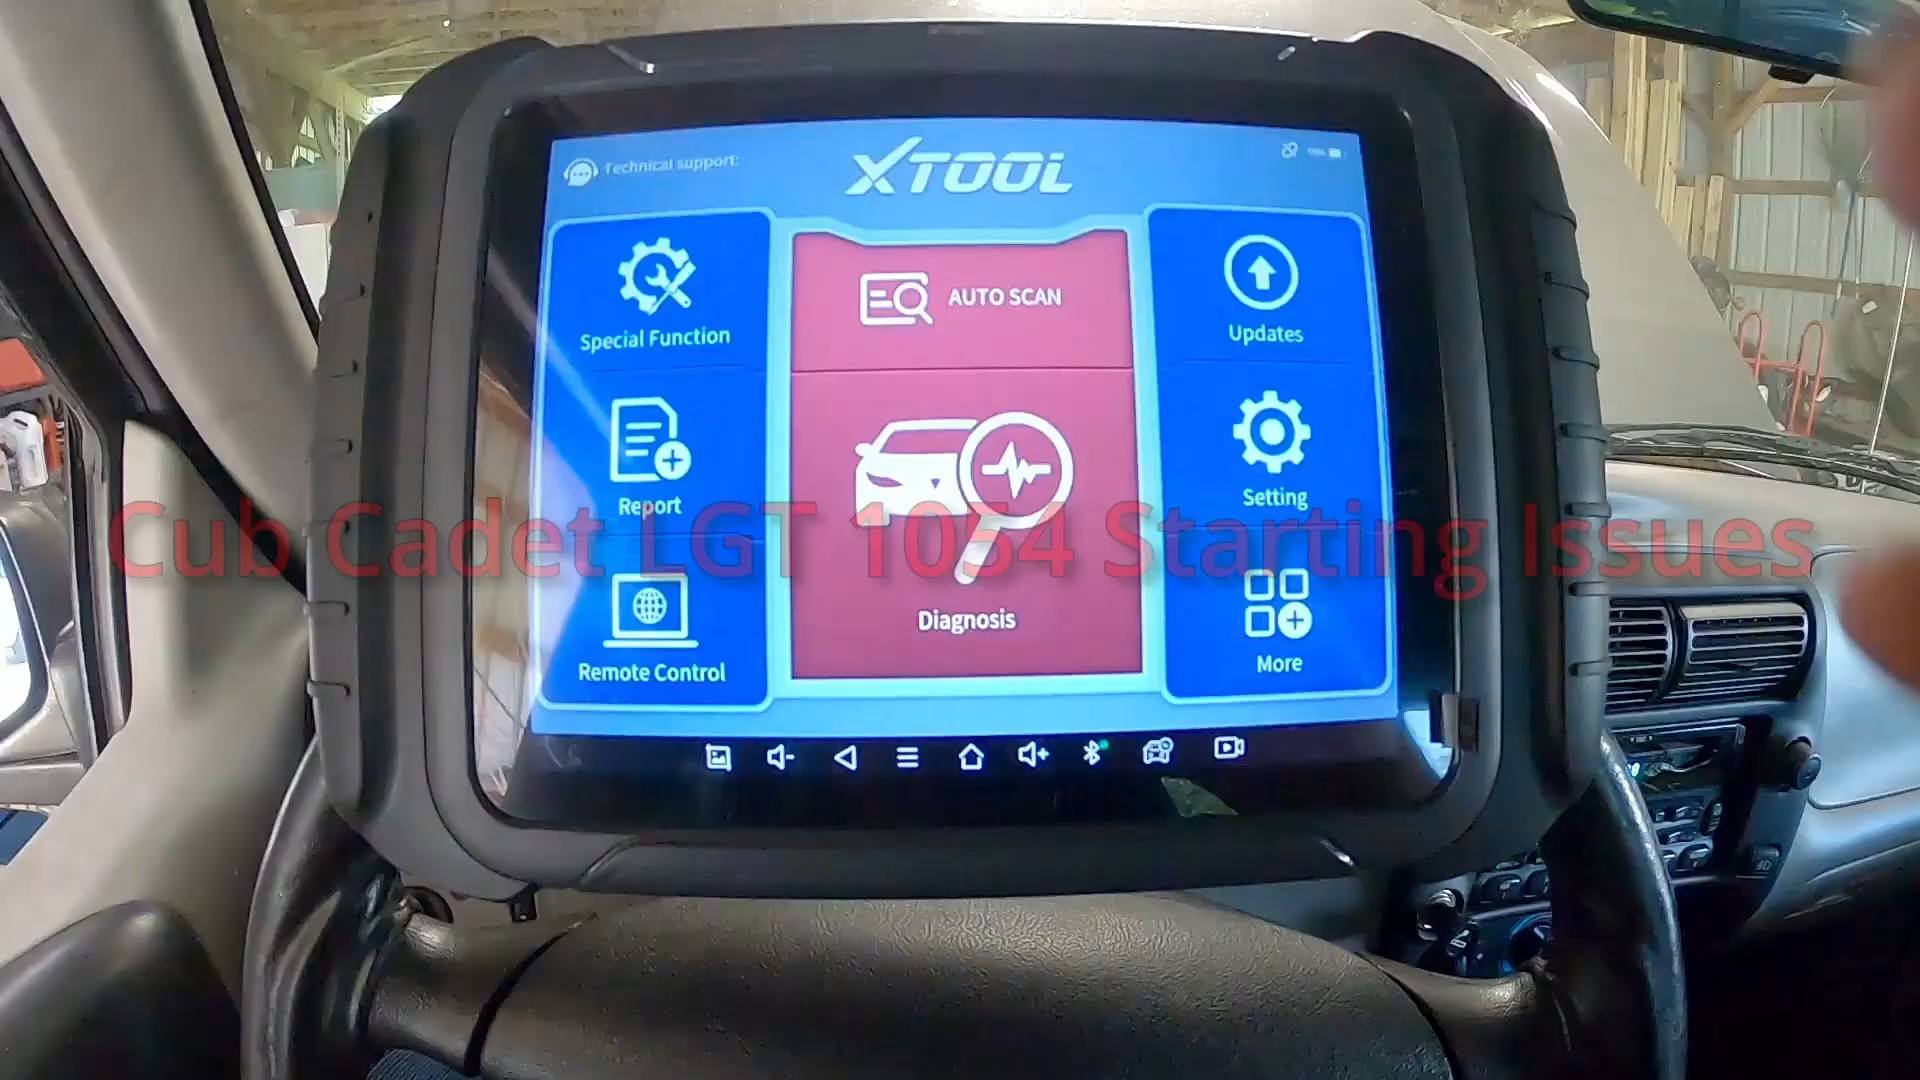 Technical support:
XTOOL
Special Function
AUTO SCAN
Updates
Report
Setting
Cub Cadet LGT 1054 Starting Issues
Diagnosis
Remote Control
More